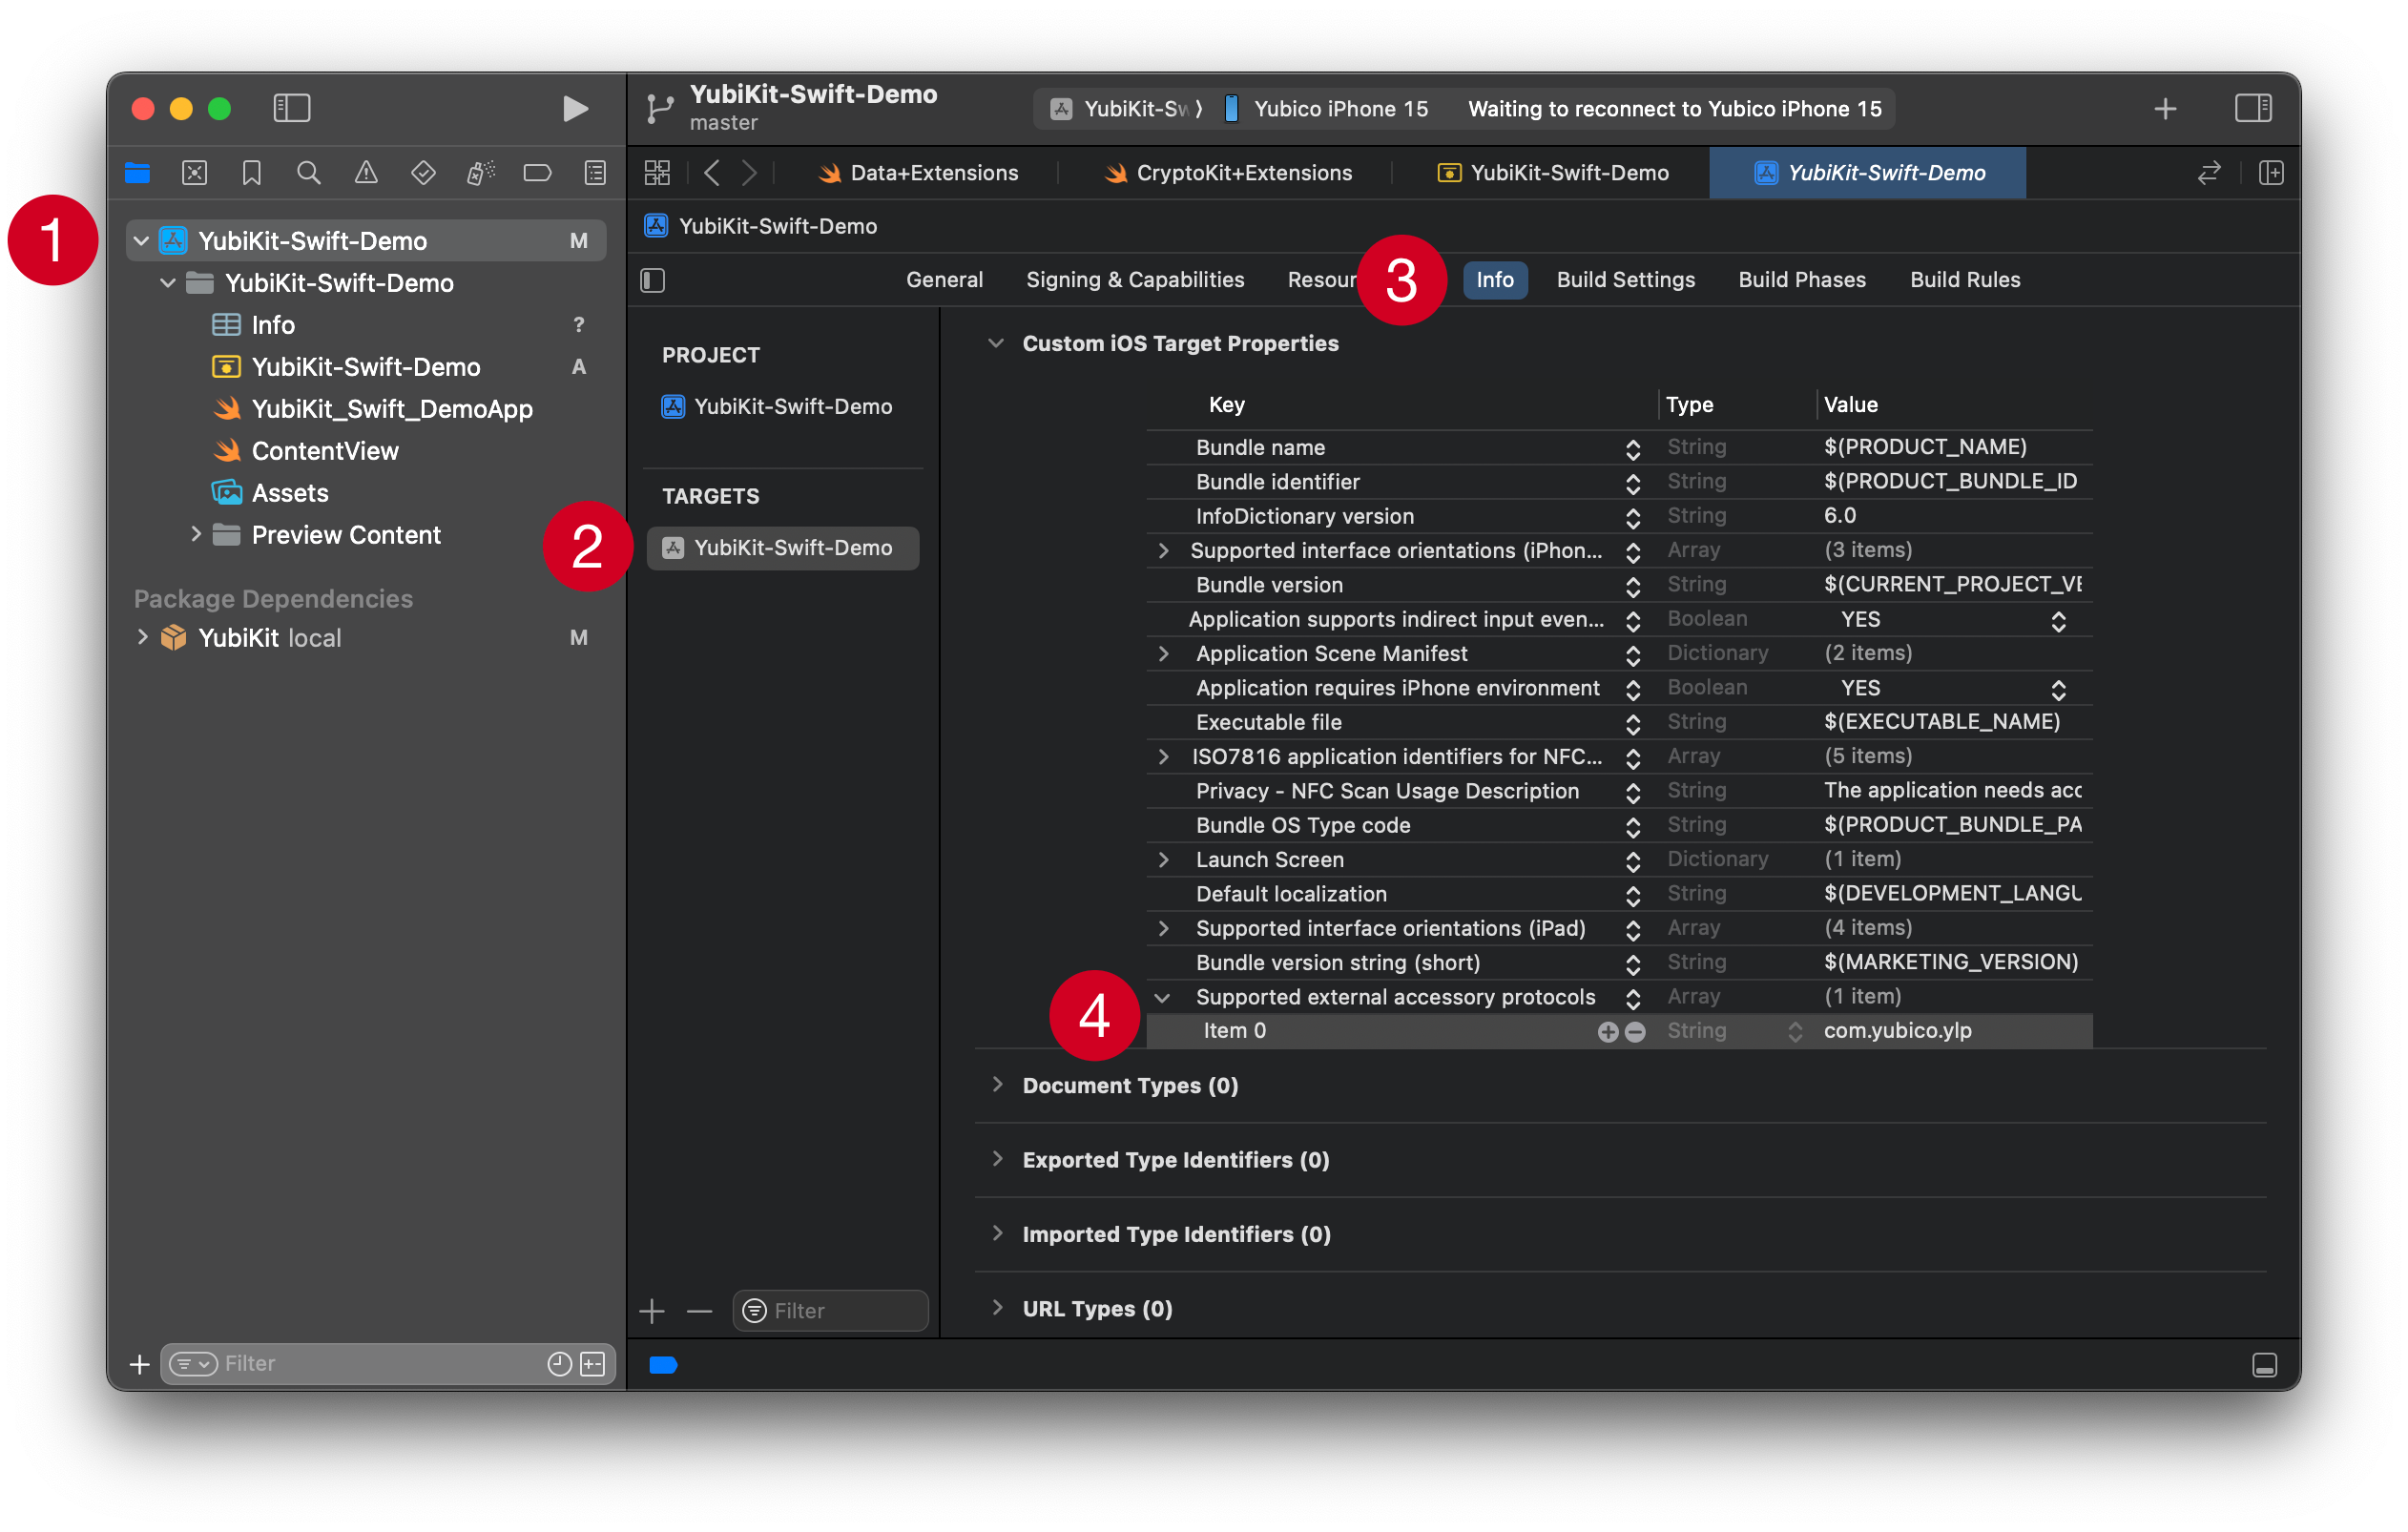 YubiKit-Swift-Demo
master
YubiKit-Sw
Yubico iPhone 15
Waiting to reconnect to Yubico iPhone 15
Data+Extensions
CryptoKit+Extensions
YubiKit-Swift-Demo
YubiKit-Swift-Demo
1
YubiKit-Swift-Demo M
YubiKit-Swift-Demo
Info ?
YubiKit-Swift-Demo A
YubiKit_Swift_DemoApp
ContentView
Assets
Preview Content
Package Dependencies
YubiKit local M
Filter
YubiKit-Swift-Demo
General Signing & Capabilities Resour 3 Info Build Settings Build Phases Build Rules
PROJECT
YubiKit-Swift-Demo
TARGETS
2
YubiKit-Swift-Demo
Filter
Custom iOS Target Properties
Key Type Value
Bundle name String $(PRODUCT_NAME)
Bundle identifier String $(PRODUCT_BUNDLE_ID
InfoDictionary version String 6.0
Supported interface orientations (iPhon... Array (3 items)
Bundle version String $(CURRENT_PROJECT_VE
Application supports indirect input even... Boolean YES
Application Scene Manifest Dictionary (2 items)
Application requires iPhone environment Boolean YES
Executable file String $(EXECUTABLE_NAME)
ISO7816 application identifiers for NFC... Array (5 items)
Privacy - NFC Scan Usage Description String The application needs acc
Bundle OS Type code String $(PRODUCT_BUNDLE_PA
Launch Screen Dictionary (1 item)
Default localization String $(DEVELOPMENT_LANGU
Supported interface orientations (iPad) Array (4 items)
Bundle version string (short) String $(MARKETING_VERSION)
Supported external accessory protocols Array (1 item)
4
Item 0 String com.yubico.ylp
Document Types (0)
Exported Type Identifiers (0)
Imported Type Identifiers (0)
URL Types (0)